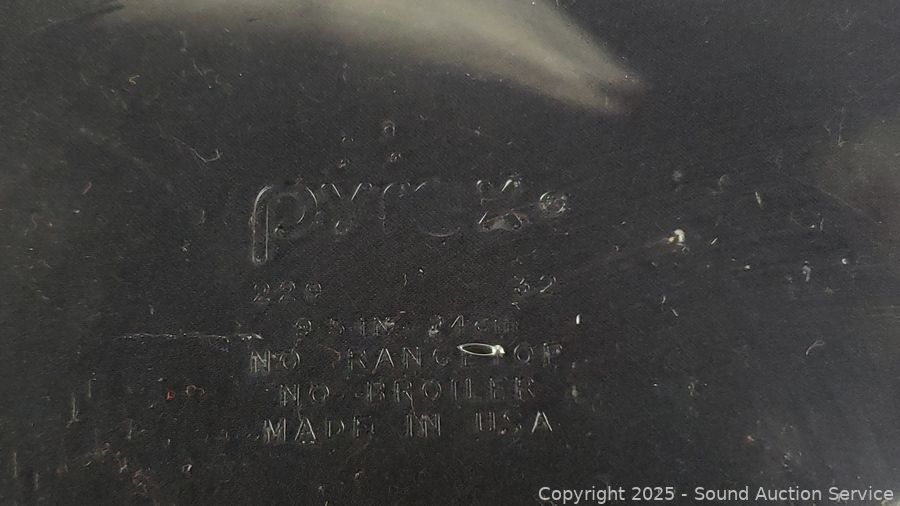 pyrex®
229 32
9.5 IN 24 cm
NO RANGETOP
NO BROILER
MADE IN USA
Copyright 2025 - Sound Auction Service